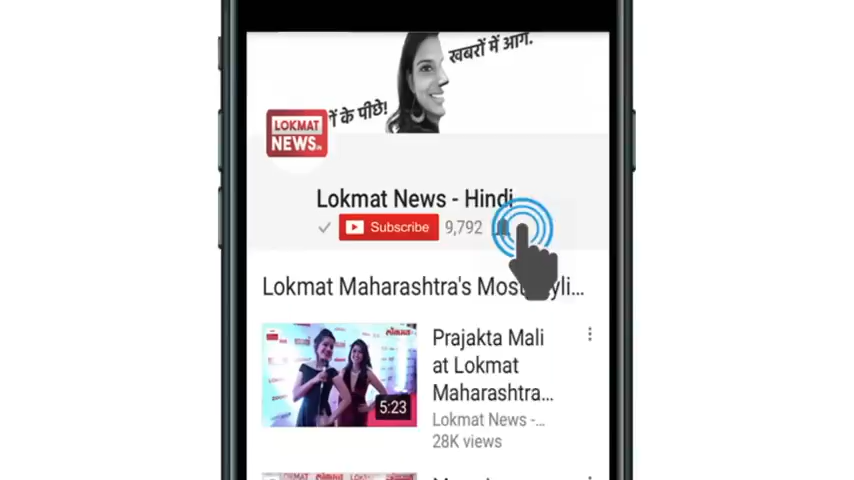 खबरों में आगे,
के पीछे!
LOKMAT
NEWS.in
Lokmat News - Hindi
Subscribe 9,792
Lokmat Maharashtra's Most
Prajakta Mali
at Lokmat
Maharashtra...
Lokmat News -...
28K views
5:23